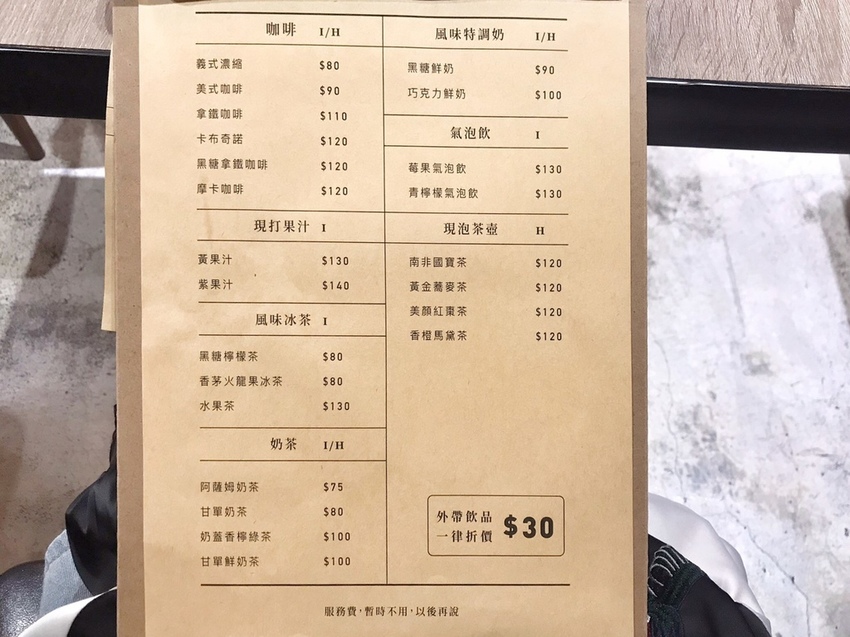 咖啡 I/H
義式濃縮 $80
美式咖啡 $90
拿鐵咖啡 $110
卡布奇諾 $120
黑糖拿鐵咖啡 $120
摩卡咖啡 $120
現打果汁 I
黃果汁 $130
紫果汁 $140
風味冰茶 I
黑糖檸檬茶 $80
香茅火龍果冰茶 $80
水果茶 $130
奶茶 I/H
阿薩姆奶茶 $75
甘單奶茶 $80
奶蓋香檸綠茶 $100
甘單鮮奶茶 $100
風味特調奶 I/H
黑糖鮮奶 $90
巧克力鮮奶 $100
氣泡飲 I
莓果氣泡飲 $130
青檸檬氣泡飲 $130
現泡茶壺 H
南非國寶茶 $120
黃金蕎麥茶 $120
美顏紅棗茶 $120
香橙馬黛茶 $120
外帶飲品
一律折價 $30
服務費，暫時不用，以後再說